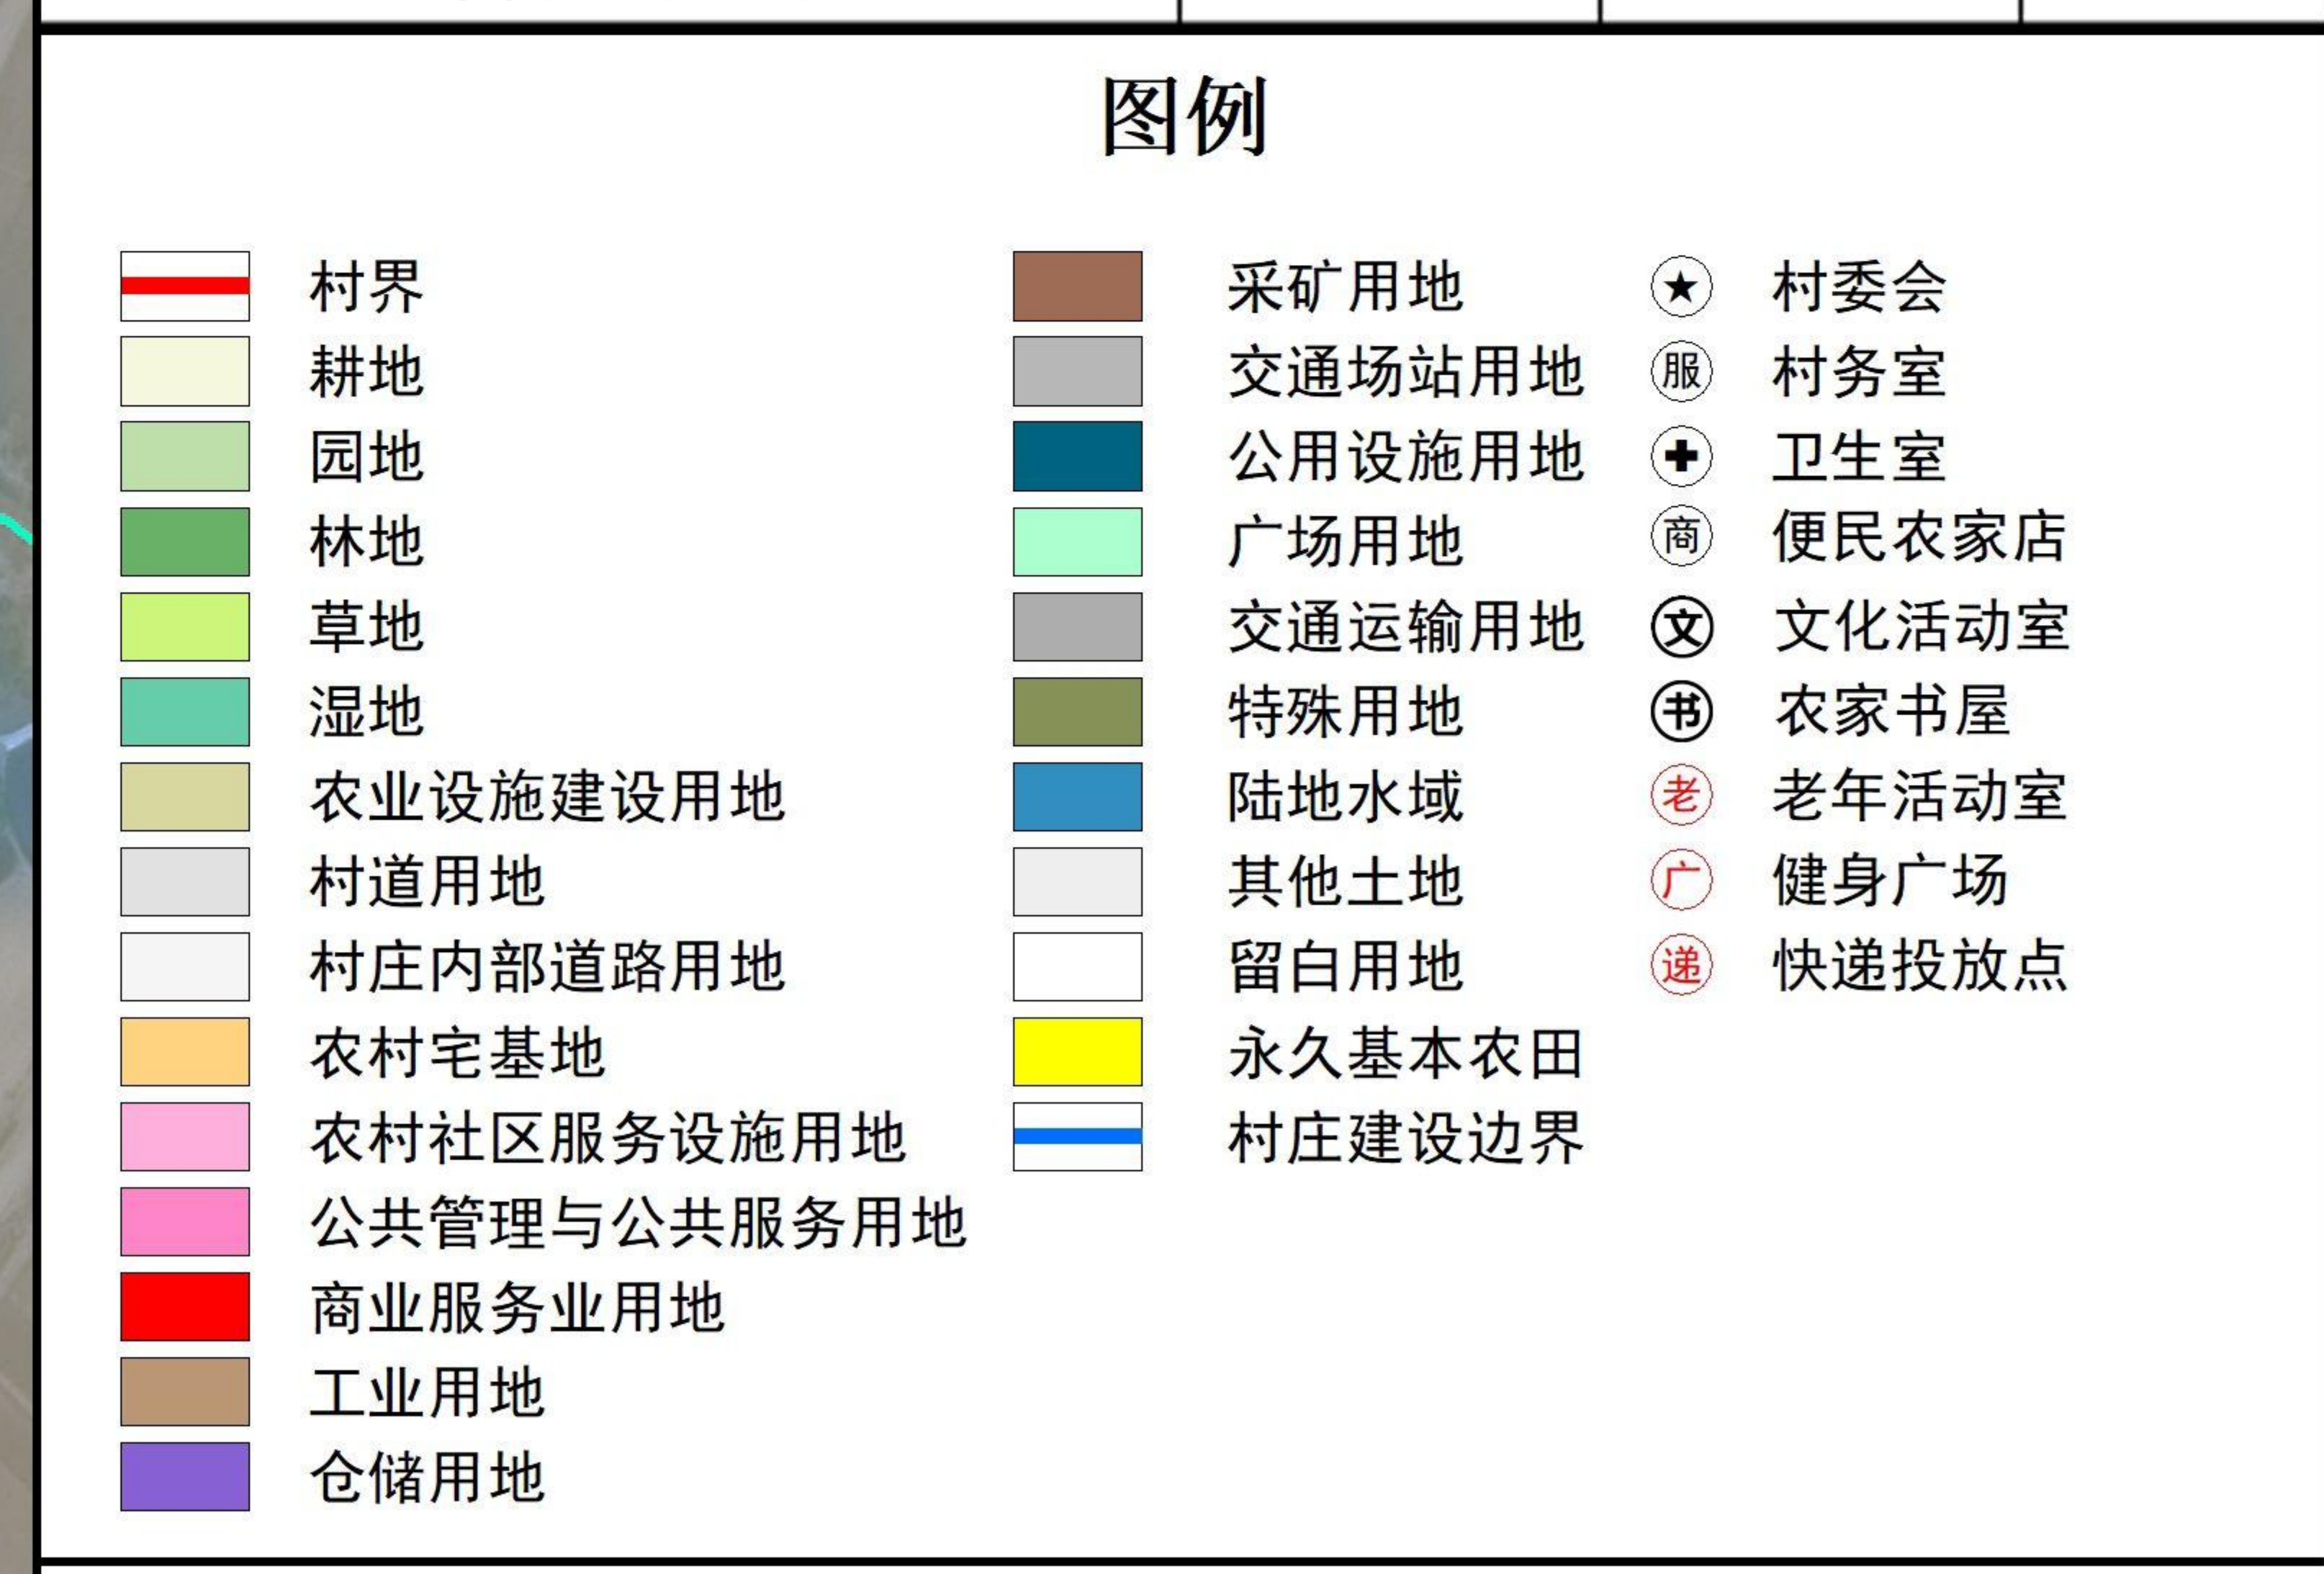 图例
村界
耕地
园地
林地
草地
湿地
农业设施建设用地
村道用地
村庄内部道路用地
农村宅基地
农村社区服务设施用地
公共管理与公共服务用地
商业服务业用地
工业用地
仓储用地
采矿用地
交通场站用地
公用设施用地
广场用地
交通运输用地
特殊用地
陆地水域
其他土地
留白用地
永久基本农田
村庄建设边界
★ 村委会
服 村务室
卫生室
商 便民农家店
文 文化活动室
书 农家书屋
老 老年活动室
广 健身广场
递 快递投放点